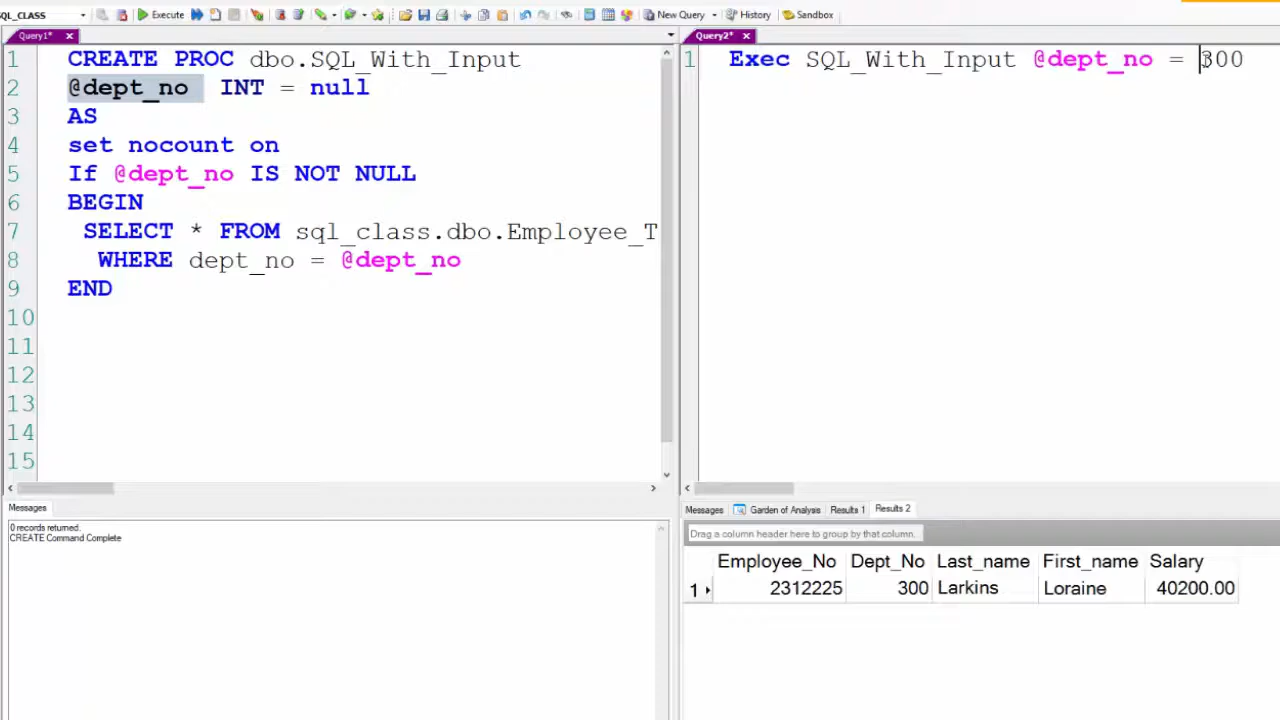 SQL_CLASS Execute New Query History Sandbox
Query1*
1 CREATE PROC dbo.SQL_With_Input
2 @dept_no INT = null
3 AS
4 set nocount on
5 If @dept_no IS NOT NULL
6 BEGIN
7 SELECT * FROM sql_class.dbo.Employee_T
8 WHERE dept_no = @dept_no
9 END
10
11
12
13
14
15
Messages
0 records returned.
CREATE Command Complete
Query2*
1 Exec SQL_With_Input @dept_no = 300
Messages Garden of Analysis Results 1 Results 2
Drag a column header here to group by that column.
Employee_No Dept_No Last_name First_name Salary
1 2312225 300 Larkins Loraine 40200.00